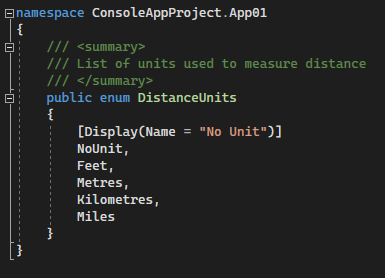 namespace ConsoleAppProject.App01
{
/// <summary>
/// List of units used to measure distance
/// </summary>
public enum DistanceUnits
{
[Display(Name = "No Unit")]
NoUnit,
Feet,
Metres,
Kilometres,
Miles
}
}